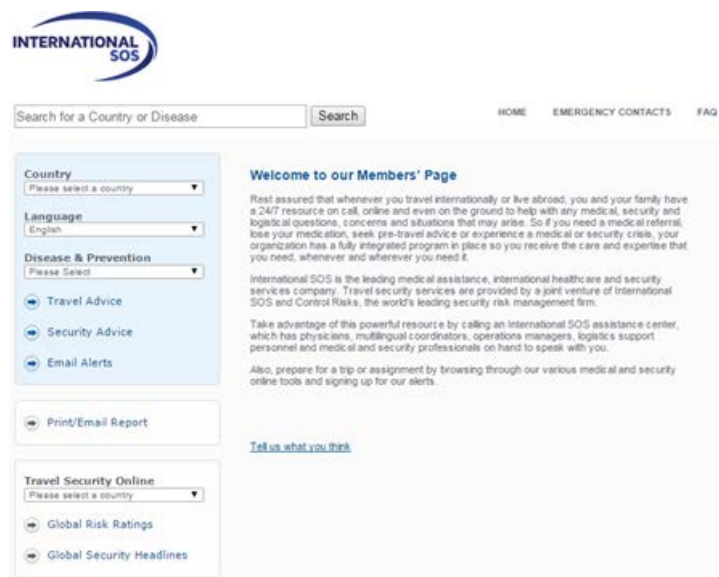 INTERNATIONAL
SOS
Search for a Country or Disease
Search
HOME
EMERGENCY CONTACTS
FAQ
Country
Please select a country
Language
English
Disease & Prevention
Please Select
Travel Advice
Security Advice
Email Alerts
Print/Email Report
Travel Security Online
Please select a country
Global Risk Ratings
Global Security Headlines
Welcome to our Members' Page
Rest assured that whenever you travel internationally or live abroad, you and your family have
a 24/7 resource on call, online and even on the ground to help with any medical, security and
logistical questions, concerns and situations that may arise. So if you need a medical referral,
lose your medication, seek pre-travel advice or experience a medical or security crisis, your
organization has a fully integrated program in place so you receive the care and expertise that
you need, whenever and wherever you need it.
International SOS is the leading medical assistance, international healthcare and security
services company. Travel security services are provided by a joint venture of International
SOS and Control Risks, the world's leading security risk management firm.
Take advantage of this powerful resource by calling an International SOS assistance center,
which has physicians, multilingual coordinators, operations managers, logistics support
personnel and medical and security professionals on hand to speak with you.
Also, prepare for a trip or assignment by browsing through our various medical and security
online tools and signing up for our alerts.
Tell us what you think